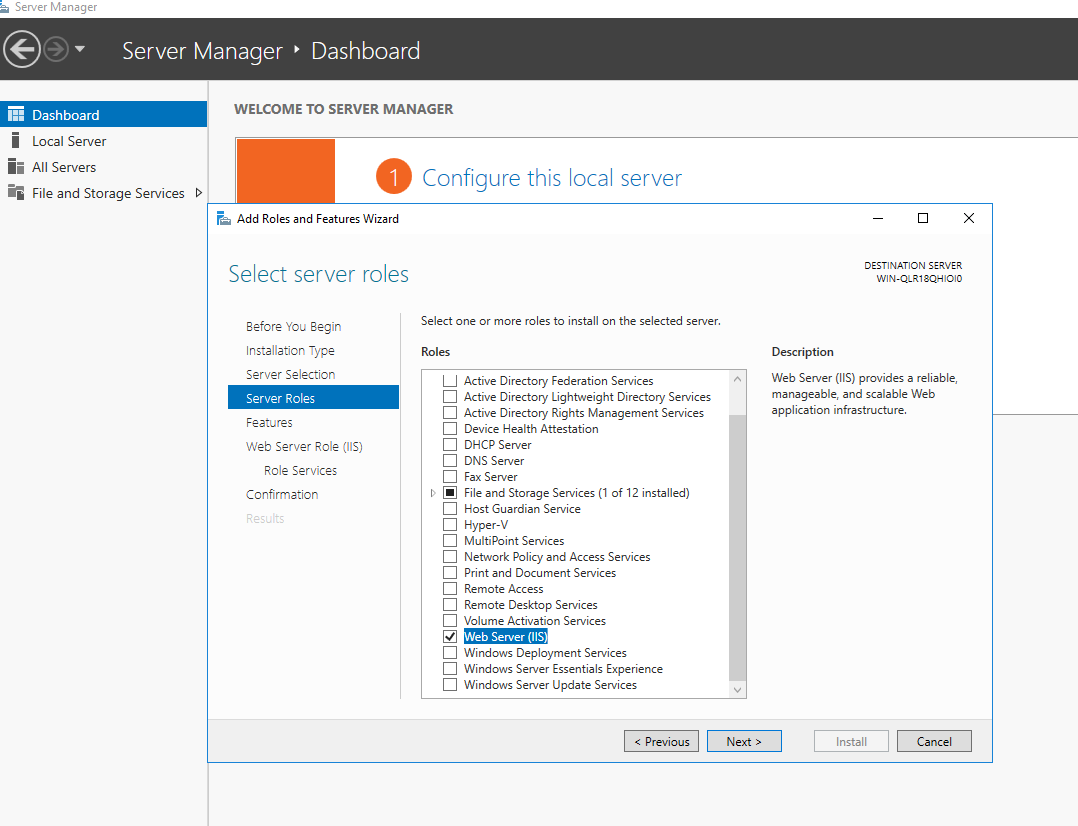 Server Manager
Server Manager ‣ Dashboard
Dashboard
Local Server
All Servers
File and Storage Services
WELCOME TO SERVER MANAGER
1 Configure this local server
Add Roles and Features Wizard
Select server roles
DESTINATION SERVER
WIN-QLR18QHIOI0
Before You Begin
Installation Type
Server Selection
Server Roles
Features
Web Server Role (IIS)
Role Services
Confirmation
Results
Select one or more roles to install on the selected server.
Roles
Active Directory Federation Services
Active Directory Lightweight Directory Services
Active Directory Rights Management Services
Device Health Attestation
DHCP Server
DNS Server
Fax Server
File and Storage Services (1 of 12 installed)
Host Guardian Service
Hyper-V
MultiPoint Services
Network Policy and Access Services
Print and Document Services
Remote Access
Remote Desktop Services
Volume Activation Services
Web Server (IIS)
Windows Deployment Services
Windows Server Essentials Experience
Windows Server Update Services
Description
Web Server (IIS) provides a reliable,
manageable, and scalable Web
application infrastructure.
< Previous
Next >
Install
Cancel